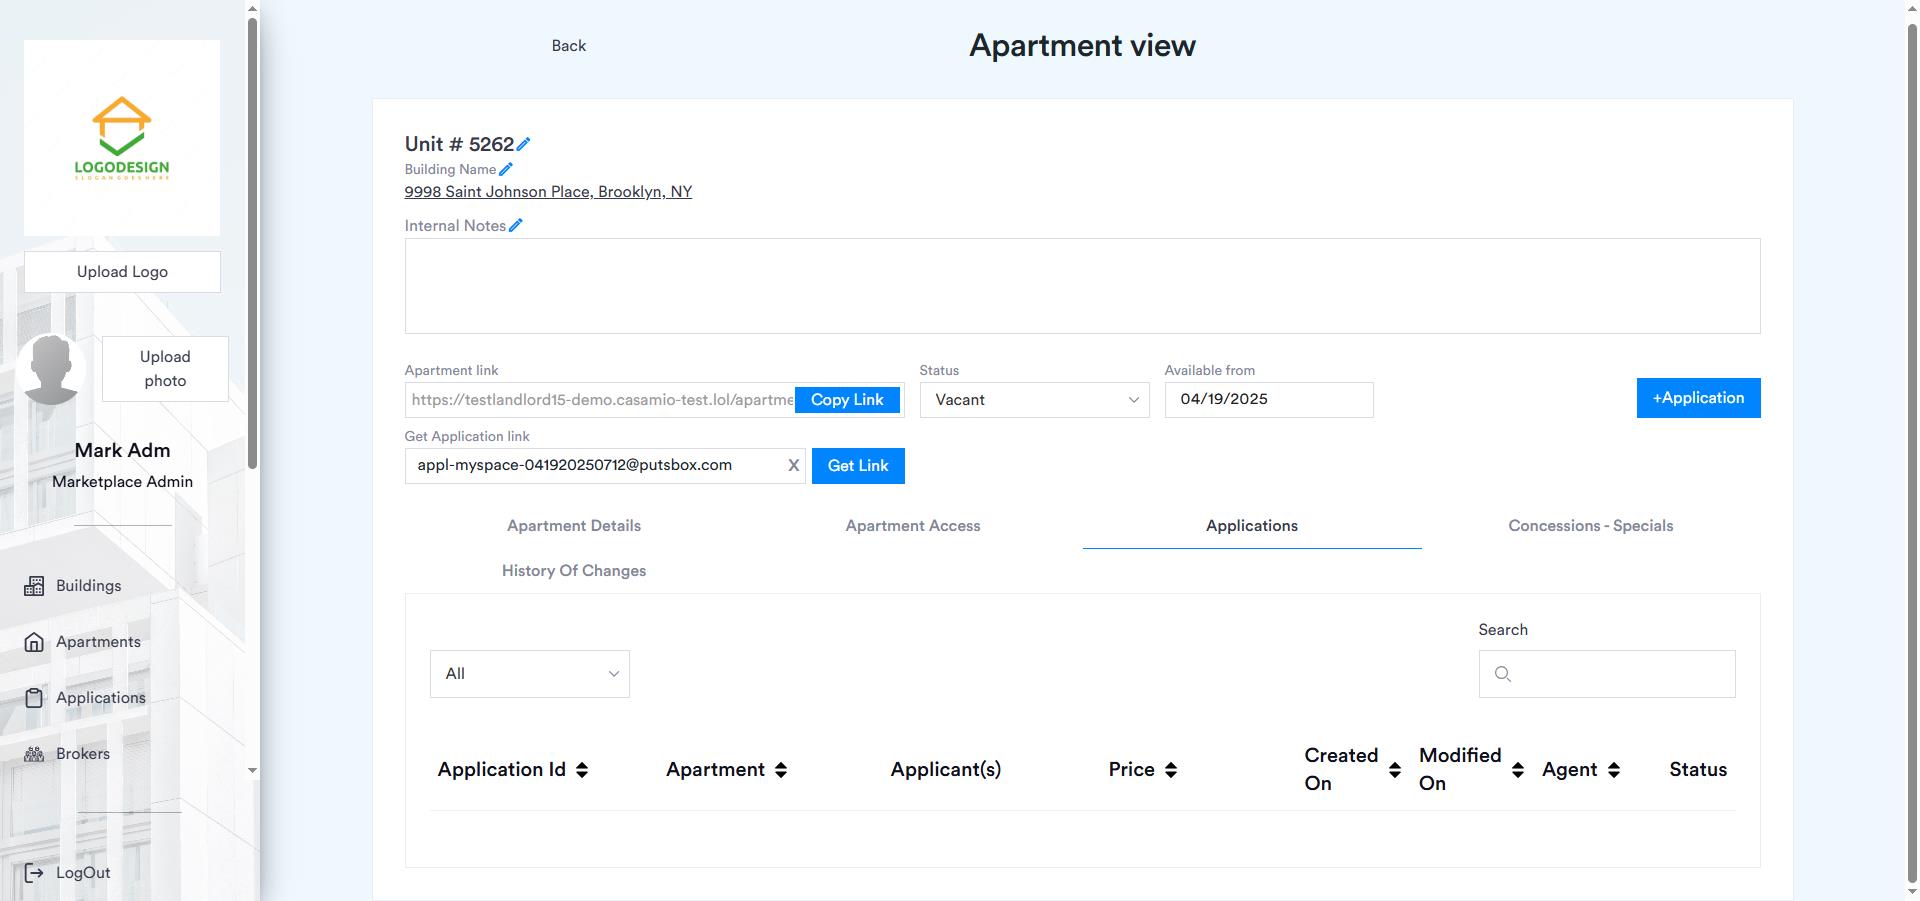 LOGODESIGN
SLOGANGOESHERE
Upload Logo
Upload
photo
Mark Adm
Marketplace Admin
Buildings
Apartments
Applications
Brokers
LogOut
Back
Apartment view
Unit # 5262
Building Name
9998 Saint Johnson Place, Brooklyn, NY
Internal Notes
Apartment link
Status
Available from
https://testlandlord15-demo.casamio-test.lol/apartme
Copy Link
Vacant
04/19/2025
+Application
Get Application link
appl-myspace-041920250712@putsbox.com
X
Get Link
Apartment Details
Apartment Access
Applications
Concessions - Specials
History Of Changes
Search
All
Application Id
Apartment
Applicant(s)
Price
Created
On
Modified
On
Agent
Status